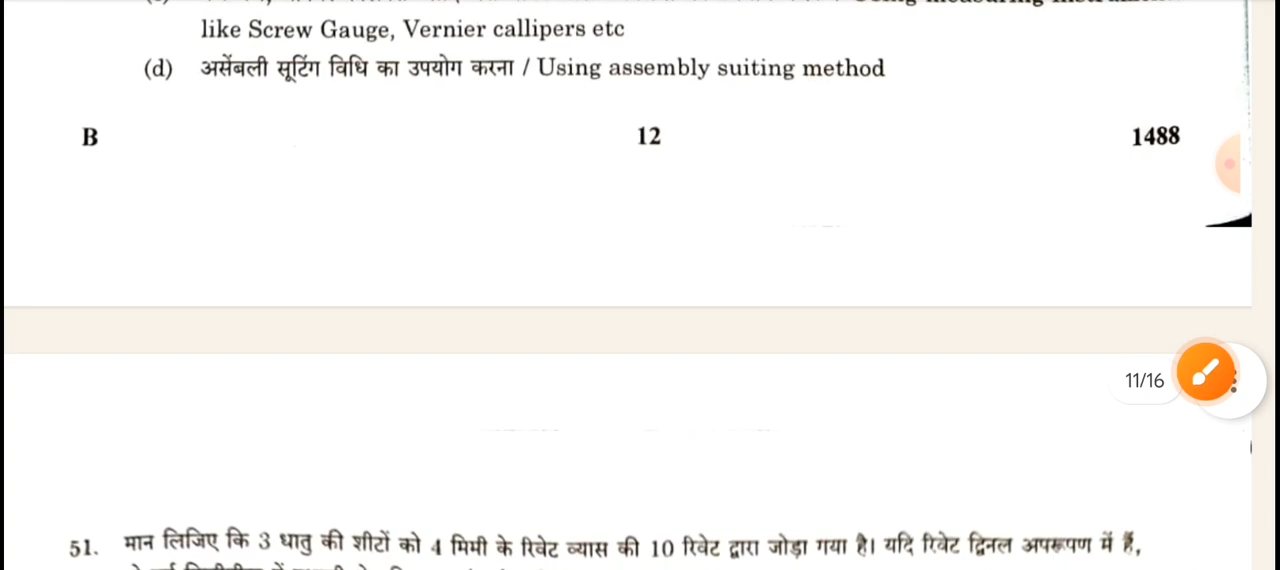 like Screw Gauge, Vernier callipers etc
(d) असेंबली सूटिंग विधि का उपयोग करना / Using assembly suiting method
B 12 1488
11/16
51. मान लिजिए कि 3 धातु की शीटों को 4 मिमी के रिवेट व्यास की 10 रिवेट द्वारा जोड़ा गया है। यदि रिवेट द्विनल अपरूपण में हैं,